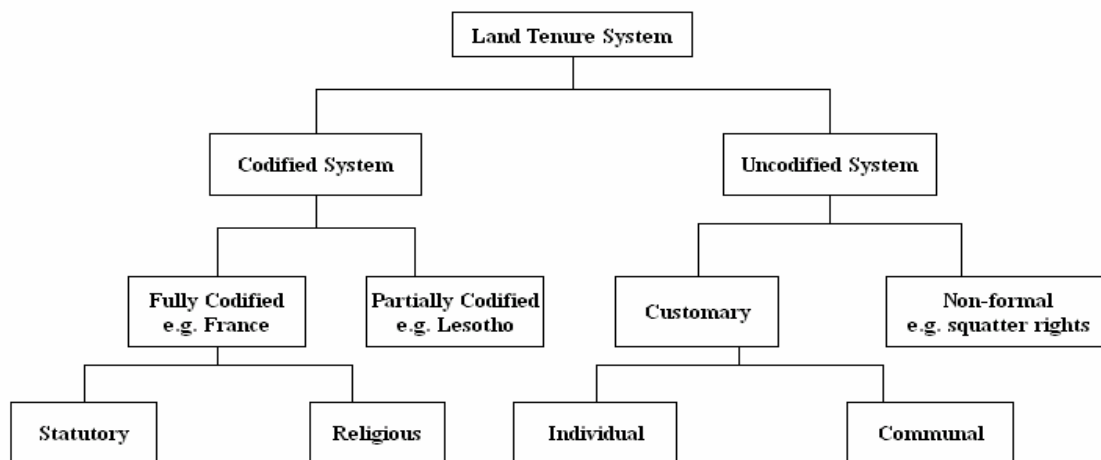 Land Tenure System
Codified System
Uncodified System
Fully Codified
e.g. France
Partially Codified
e.g. Lesotho
Customary
Non-formal
e.g. squatter rights
Statutory
Religious
Individual
Communal